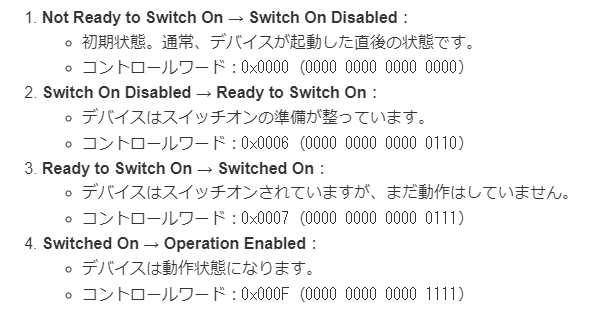 1. Not Ready to Switch On → Switch On Disabled：
○ 初期状態。通常、デバイスが起動した直後の状態です。
○ コントロールワード：0x0000（0000 0000 0000 0000）
2. Switch On Disabled → Ready to Switch On：
○ デバイスはスイッチオンの準備が整っています。
○ コントロールワード：0x0006（0000 0000 0000 0110）
3. Ready to Switch On → Switched On：
○ デバイスはスイッチオンされていますが、まだ動作はしていません。
○ コントロールワード：0x0007（0000 0000 0000 0111）
4. Switched On → Operation Enabled：
○ デバイスは動作状態になります。
○ コントロールワード：0x000F（0000 0000 0000 1111）